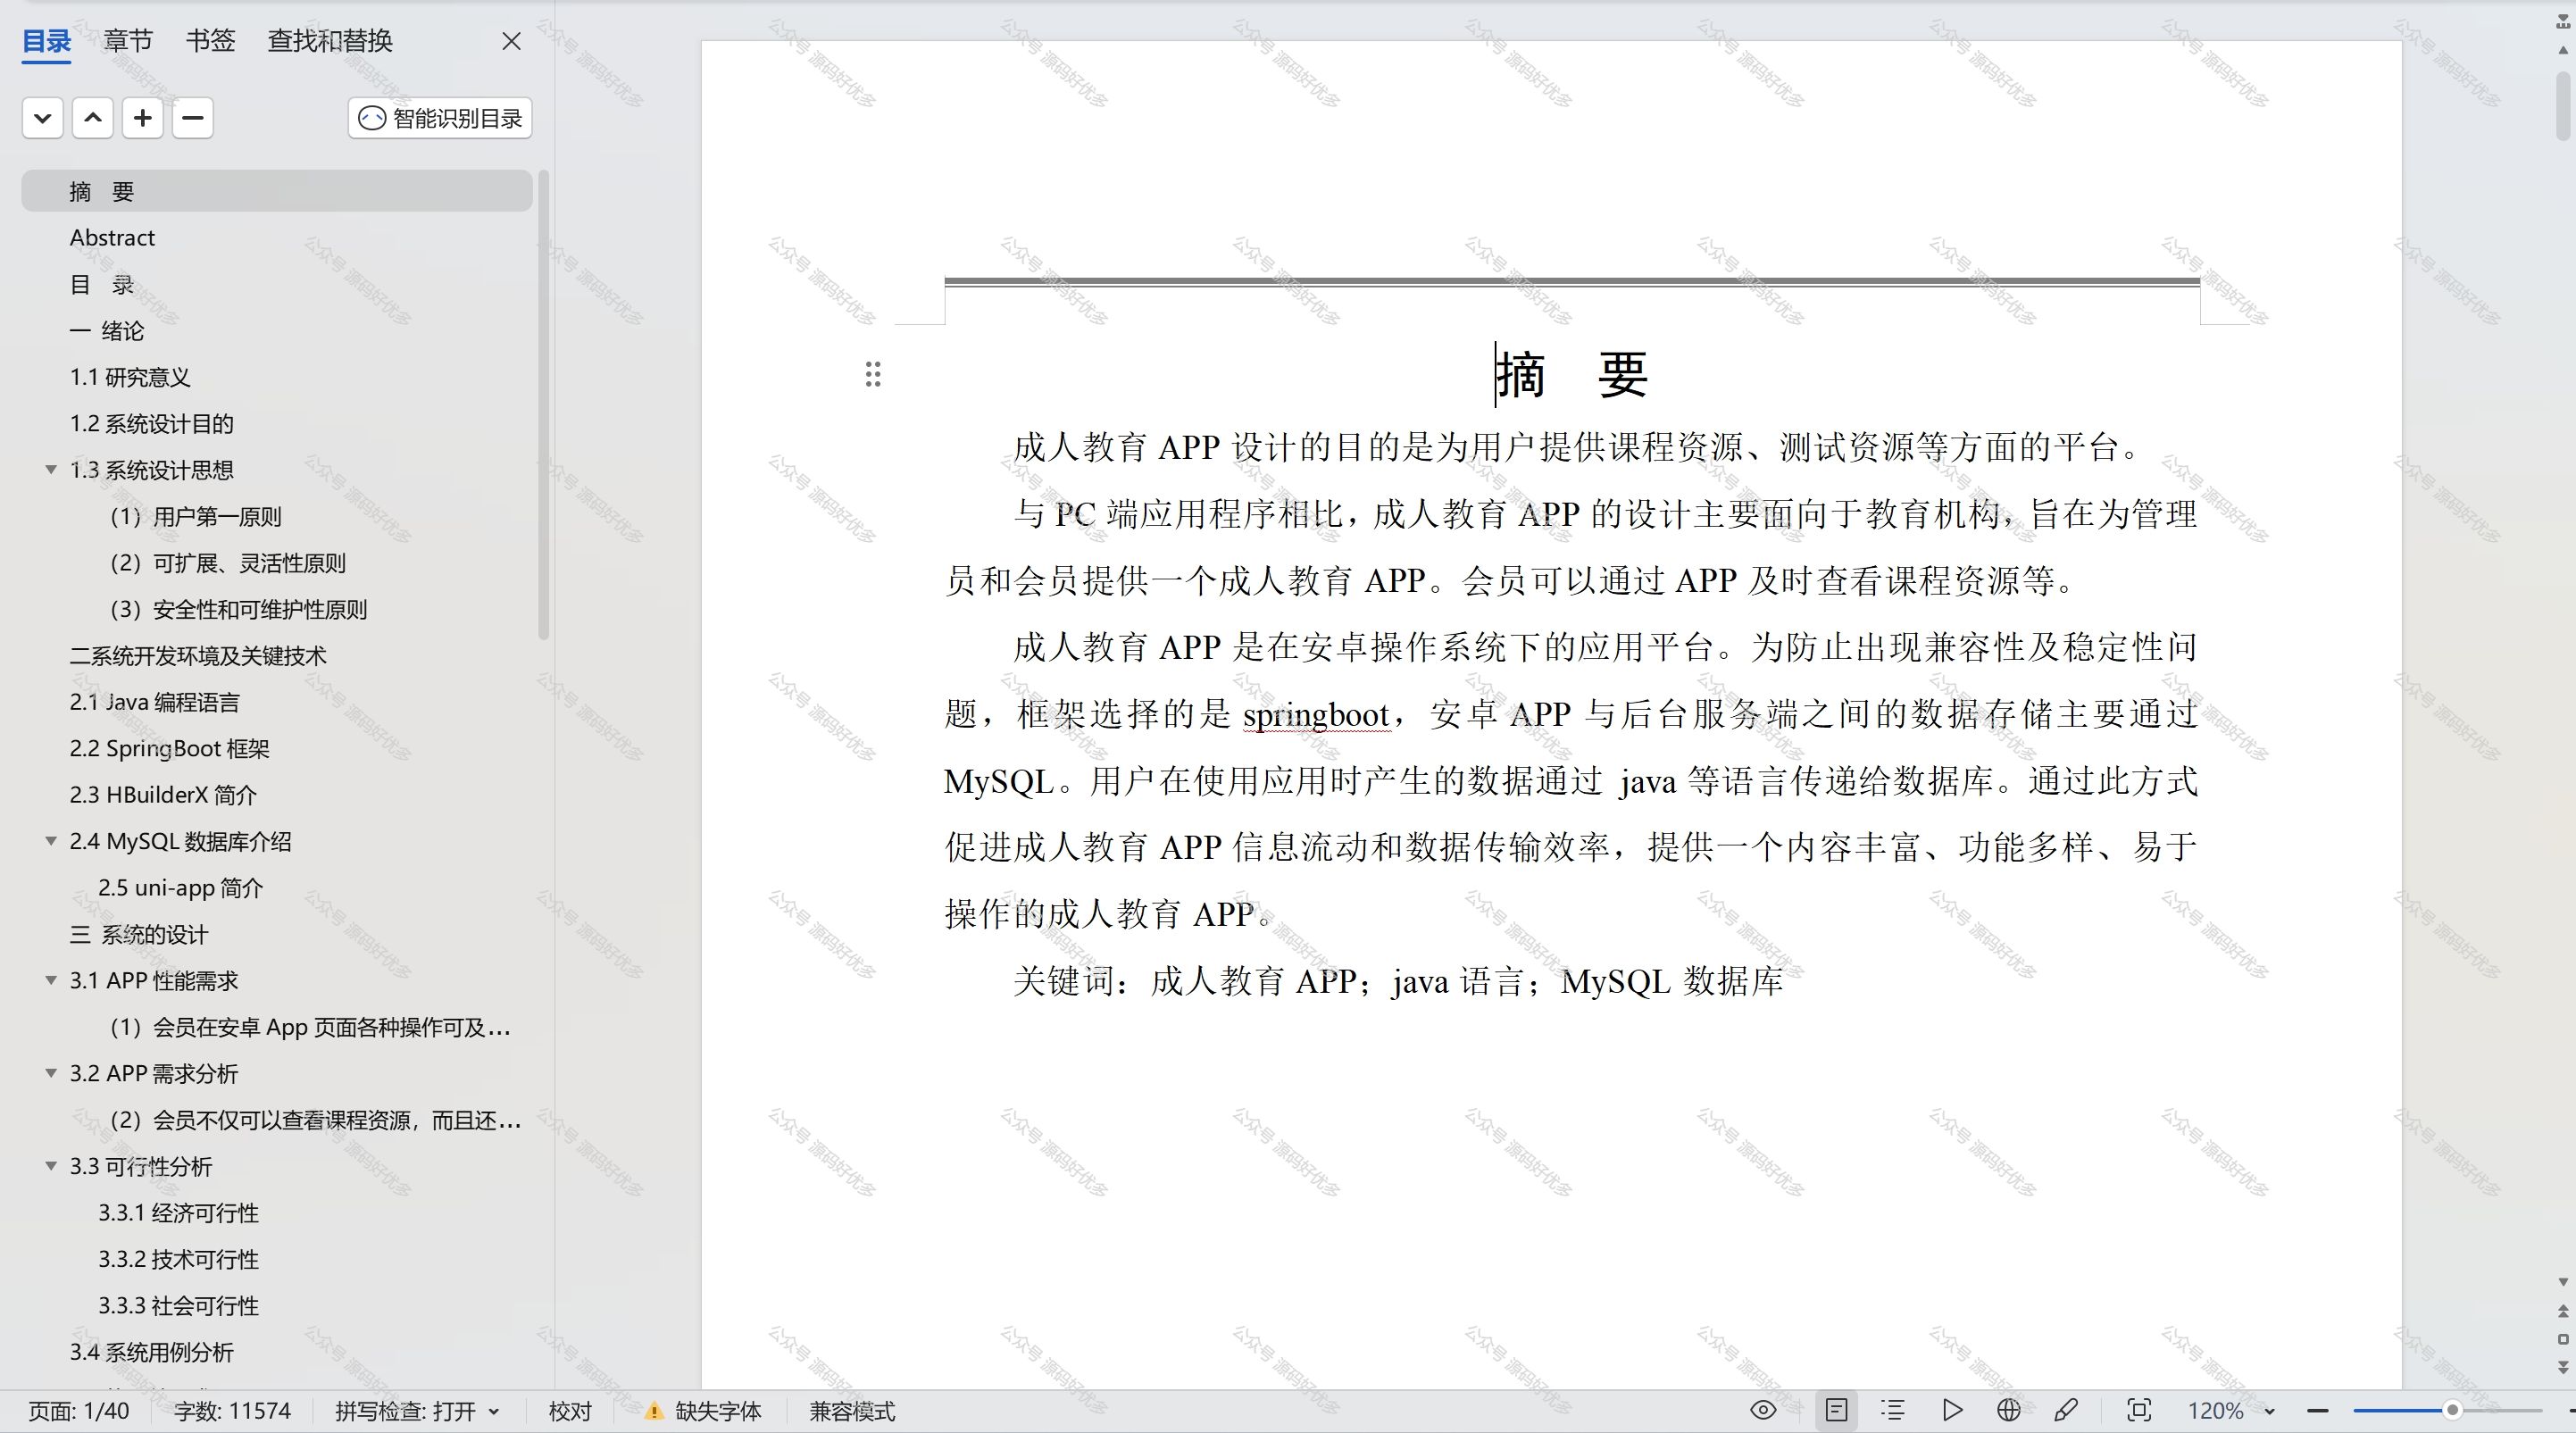 目录 章节 书签 查找和替换
智能识别目录
摘 要
Abstract
目 录
一 绪论
1.1 研究意义
1.2 系统设计目的
1.3 系统设计思想
（1）用户第一原则
（2）可扩展、灵活性原则
（3）安全性和可维护性原则
二系统开发环境及关键技术
2.1 Java 编程语言
2.2 SpringBoot 框架
2.3 HBuilderX 简介
2.4 MySQL 数据库介绍
2.5 uni-app 简介
三 系统的设计
3.1 APP 性能需求
（1）会员在安卓 App 页面各种操作可及...
3.2 APP 需求分析
（2）会员不仅可以查看课程资源，而且还...
3.3 可行性分析
3.3.1 经济可行性
3.3.2 技术可行性
3.3.3 社会可行性
3.4 系统用例分析
摘 要
成人教育 APP 设计的目的是为用户提供课程资源、测试资源等方面的平台。
与 PC 端应用程序相比，成人教育 APP 的设计主要面向于教育机构，旨在为管理
员和会员提供一个成人教育 APP。会员可以通过 APP 及时查看课程资源等。
成人教育 APP 是在安卓操作系统下的应用平台。为防止出现兼容性及稳定性问
题，框架选择的是 springboot，安卓 APP 与后台服务端之间的数据存储主要通过
MySQL。用户在使用应用时产生的数据通过 java 等语言传递给数据库。通过此方式
促进成人教育 APP 信息流动和数据传输效率，提供一个内容丰富、功能多样、易于
操作的成人教育 APP。
关键词：成人教育 APP；java 语言；MySQL 数据库
页面: 1/40 字数: 11574 拼写检查: 打开 校对 缺失字体 兼容模式 120%
公众号 源码好优多